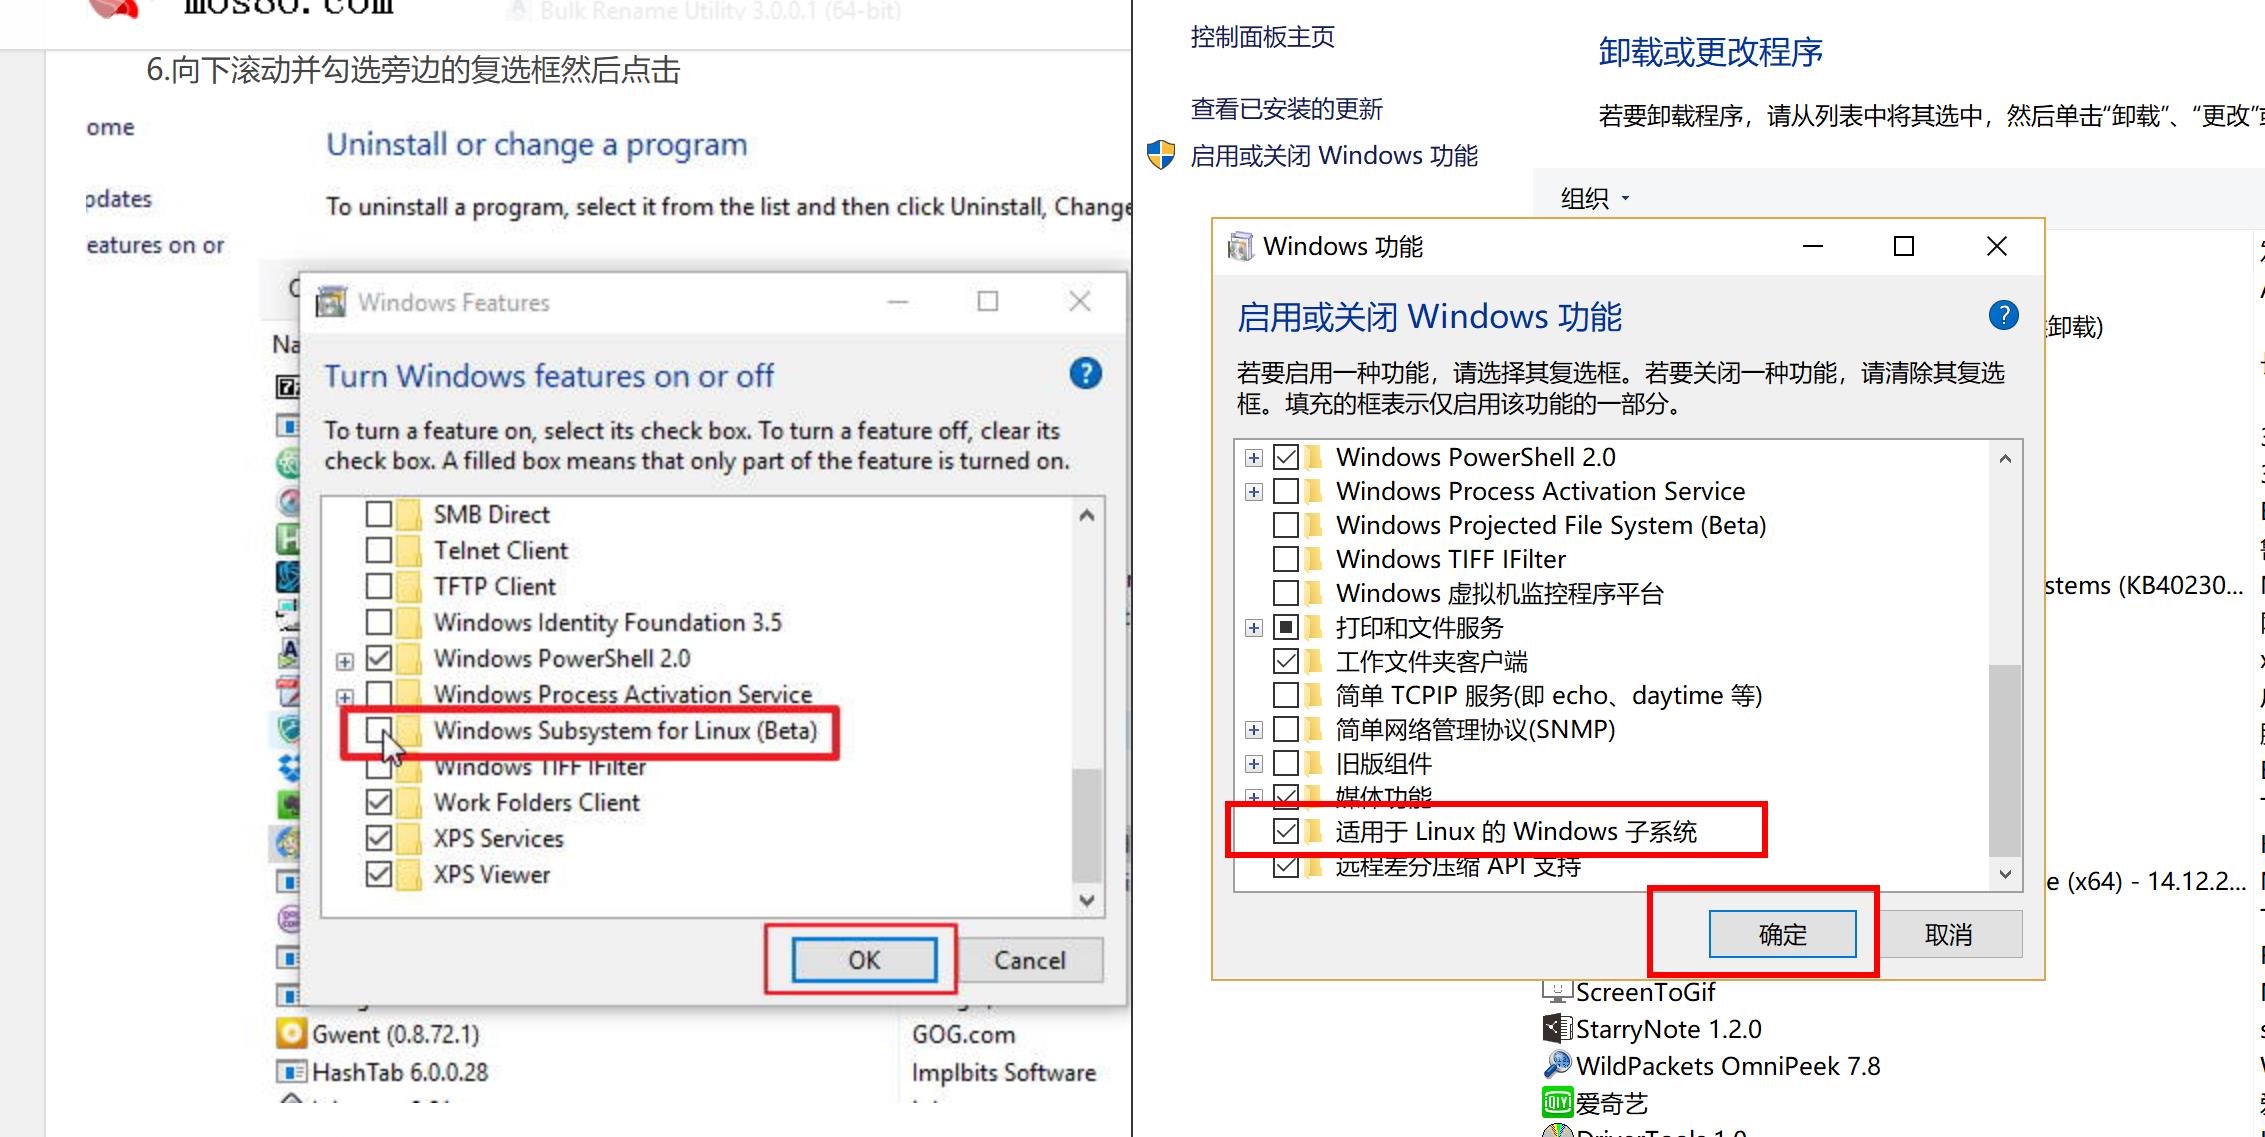 mos86.com
Bulk Rename Utility 3.0.0.1 (64-bit)
6.向下滚动并勾选旁边的复选框然后点击
ome
pdates
eatures on or
Uninstall or change a program
To uninstall a program, select it from the list and then click Uninstall, Change
Na
Windows Features
Turn Windows features on or off
To turn a feature on, select its check box. To turn a feature off, clear its
check box. A filled box means that only part of the feature is turned on.
SMB Direct
Telnet Client
TFTP Client
Windows Identity Foundation 3.5
Windows PowerShell 2.0
Windows Process Activation Service
Windows Subsystem for Linux (Beta)
Windows TIFF IFilter
Work Folders Client
XPS Services
XPS Viewer
OK
Cancel
Gwent (0.8.72.1)
GOG.com
HashTab 6.0.0.28
Implbits Software
控制面板主页
查看已安装的更新
启用或关闭 Windows 功能
卸载或更改程序
若要卸载程序，请从列表中将其选中，然后单击“卸载”、“更改”或
组织
Windows 功能
启用或关闭 Windows 功能
若要启用一种功能，请选择其复选框。若要关闭一种功能，请清除其复选
框。填充的框表示仅启用该功能的一部分。
Windows PowerShell 2.0
Windows Process Activation Service
Windows Projected File System (Beta)
Windows TIFF IFilter
Windows 虚拟机监控程序平台
打印和文件服务
工作文件夹客户端
简单 TCPIP 服务(即 echo、daytime 等)
简单网络管理协议(SNMP)
旧版组件
媒体功能
适用于 Linux 的 Windows 子系统
远程差分压缩 API 支持
确定
取消
卸载)
stems (KB40230...
e (x64) - 14.12.2...
ScreenToGif
StarryNote 1.2.0
WildPackets OmniPeek 7.8
爱奇艺
DriverTools 1.0